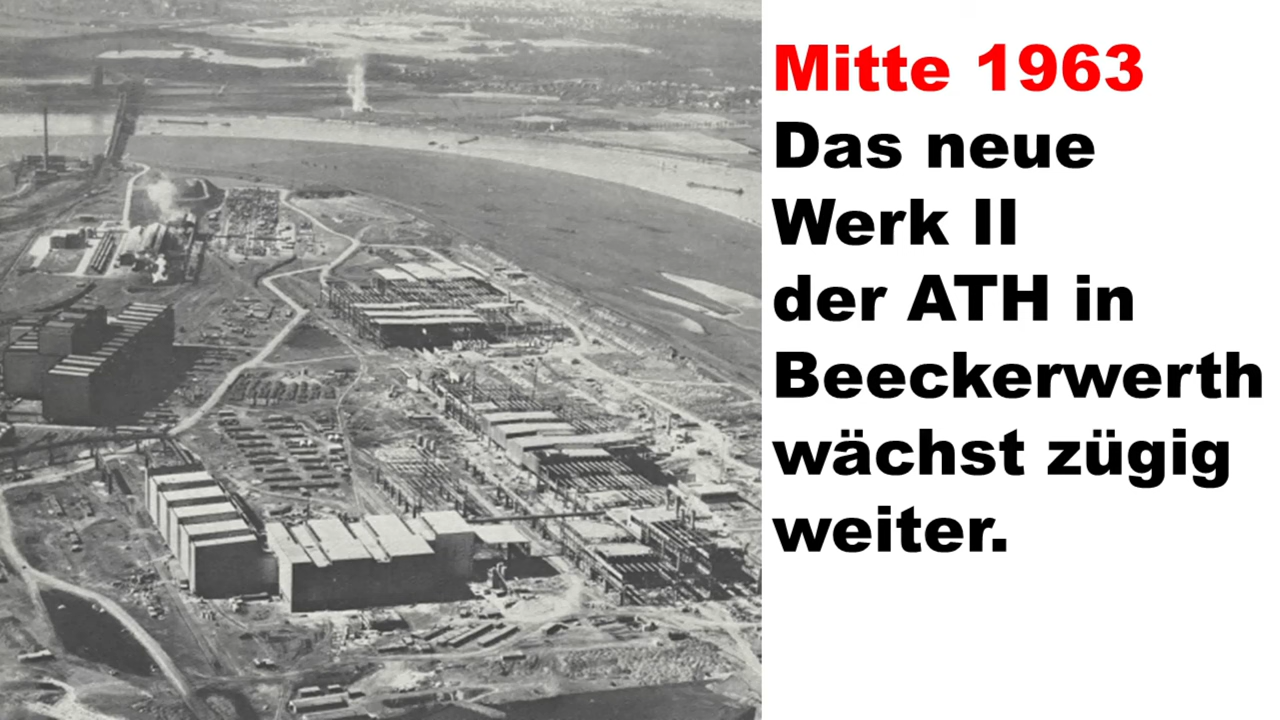 Mitte 1963
Das neue
Werk II
der ATH in
Beeckerwerth
wächst zügig
weiter.